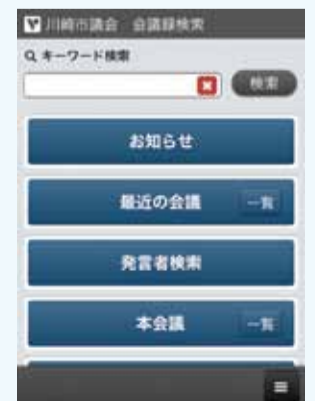 川崎市議会 会議録検索
キーワード検索
検索
お知らせ
最近の会議 一覧
発言者検索
本会議 一覧